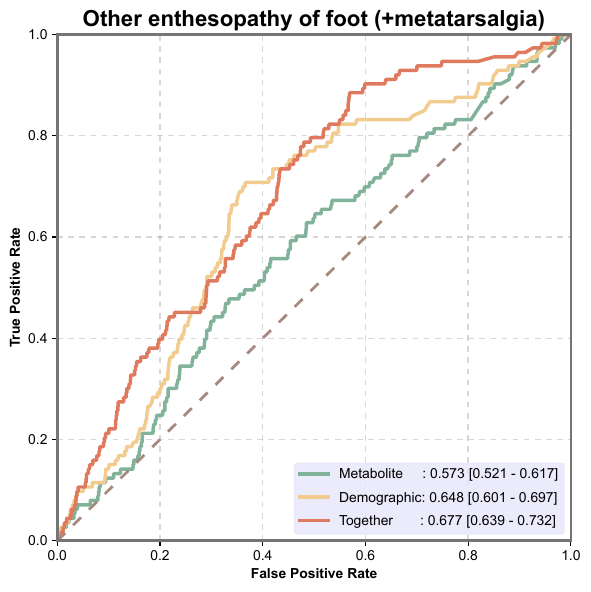 Other enthesopathy of foot (+metatarsalgia)
True Positive Rate
1.0
0.8
0.6
0.4
0.2
0.0
0.0 0.2 0.4 0.6 0.8 1.0
False Positive Rate
Metabolite : 0.573 [0.521 - 0.617]
Demographic: 0.648 [0.601 - 0.697]
Together : 0.677 [0.639 - 0.732]